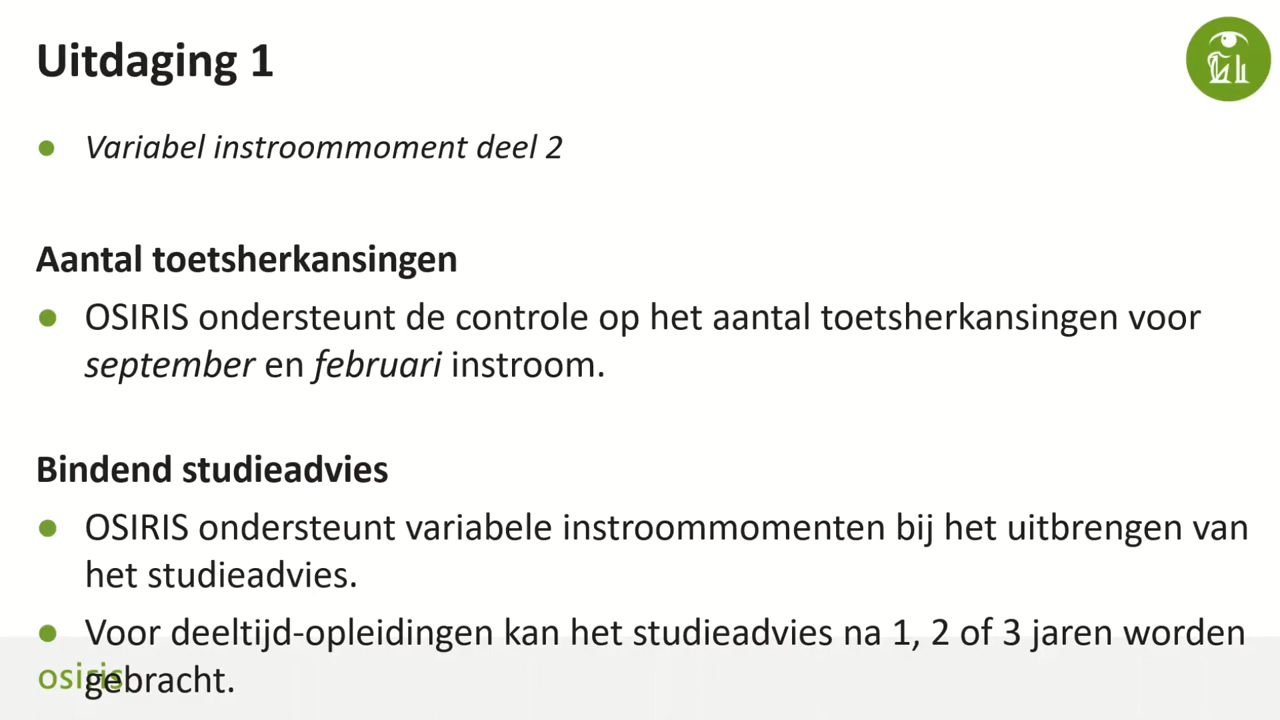 Uitdaging 1
Variabel instroommoment deel 2
Aantal toetsherkansingen
OSIRIS ondersteunt de controle op het aantal toetsherkansingen voor
september en februari instroom.
Bindend studieadvies
OSIRIS ondersteunt variabele instroommomenten bij het uitbrengen van
het studieadvies.
Voor deeltijd-opleidingen kan het studieadvies na 1, 2 of 3 jaren worden
gebracht.
osiris